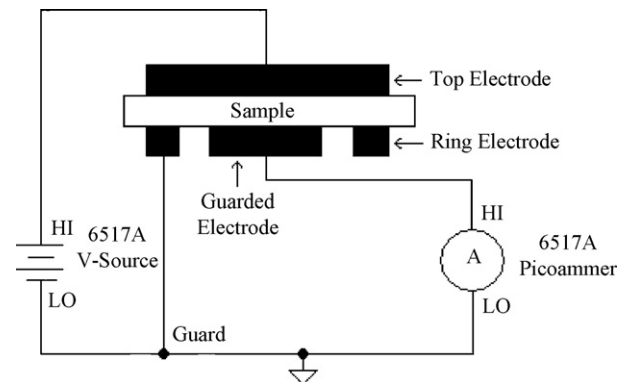 Top Electrode
Sample
Ring Electrode
Guarded
Electrode
HI
6517A
V-Source
LO
HI
A
6517A
Picoammer
LO
Guard